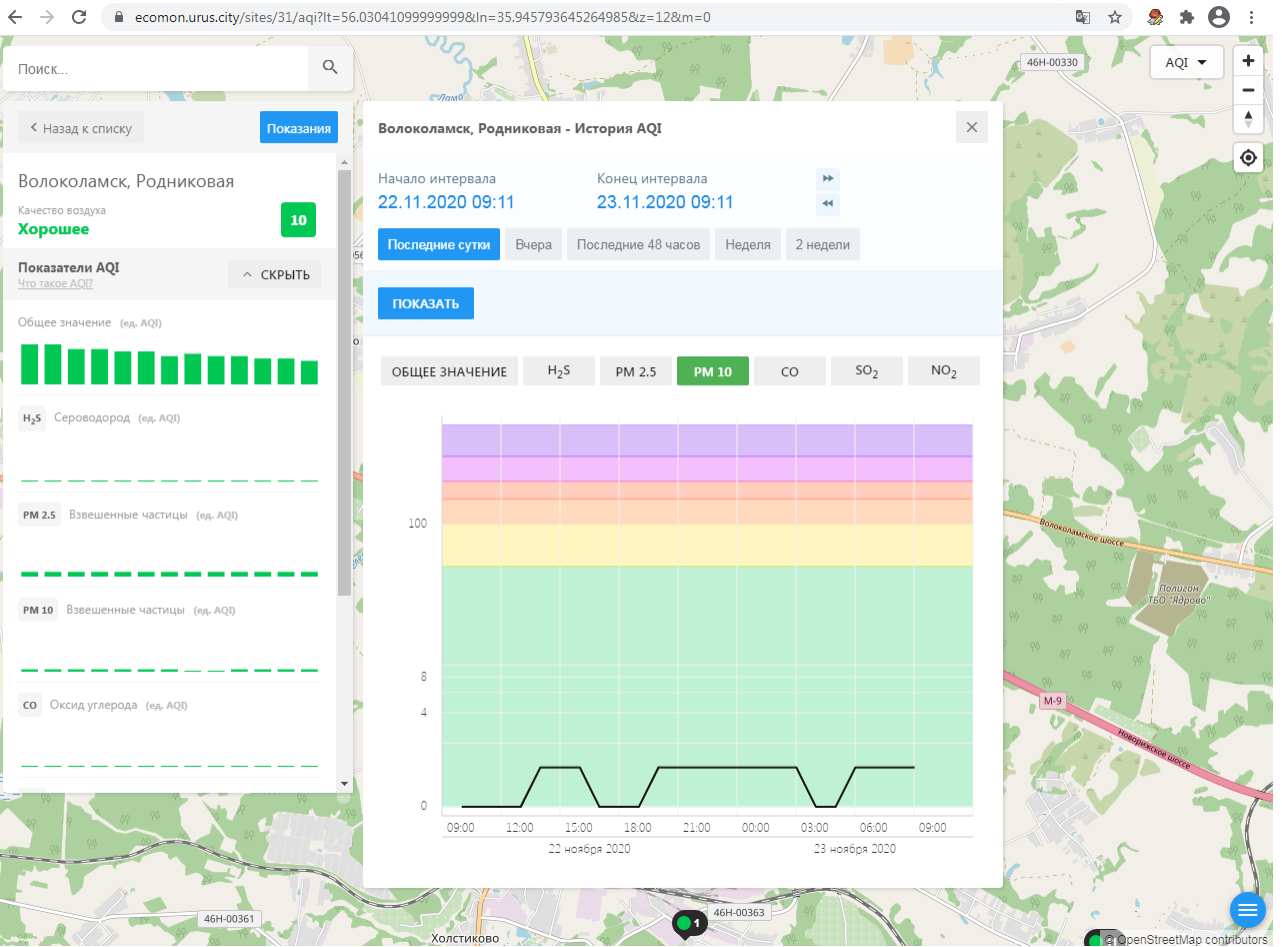 ecomon.urus.city/sites/31/aqi?lt=56.03041099999999&ln=35.945793645264985&z=12&m=0
Поиск...
46Н-00330
AQI
Назад к списку
Показания
Волоколамск, Родниковая
Качество воздуха
Хорошее
10
Показатели AQI
Что такое AQI?
СКРЫТЬ
Общее значение (ед. AQI)
H2S Сероводород (ед. AQI)
PM 2.5 Взвешенные частицы (ед. AQI)
PM 10 Взвешенные частицы (ед. AQI)
CO Оксид углерода (ед. AQI)
Волоколамск, Родниковая - История AQI
Начало интервала
22.11.2020 09:11
Конец интервала
23.11.2020 09:11
Последние сутки
Вчера
Последние 48 часов
Неделя
2 недели
ПОКАЗАТЬ
ОБЩЕЕ ЗНАЧЕНИЕ
H2S
PM 2.5
PM 10
CO
SO2
NO2
100
8
4
0
09:00 12:00 15:00 18:00 21:00 00:00 03:00 06:00 09:00
22 ноября 2020 23 ноября 2020
Волоколамское шоссе
Полигон
ТБО "Ядрово"
М-9
Новорижское шоссе
46Н-00361
46Н-00363
1
Холстиково
© OpenStreetMap contributors